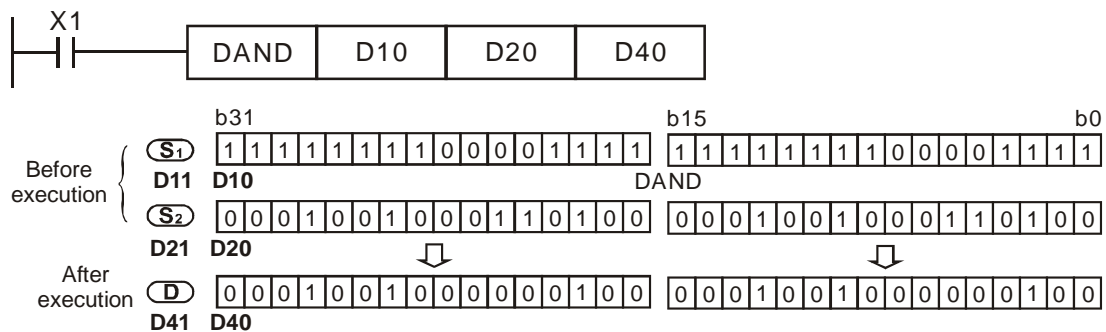 X1
DAND D10 D20 D40
b31 b15 b0
Before execution
S1 1 1 1 1 1 1 1 1 0 0 0 0 1 1 1 1 1 1 1 1 1 1 1 1 0 0 0 0 1 1 1 1
D11 D10 DAND
S2 0 0 0 1 0 0 1 0 0 0 1 1 0 1 0 0 0 0 0 1 0 0 1 0 0 0 1 1 0 1 0 0
D21 D20
After execution
D 0 0 0 1 0 0 1 0 0 0 0 0 0 1 0 0 0 0 0 1 0 0 1 0 0 0 0 0 0 1 0 0
D41 D40